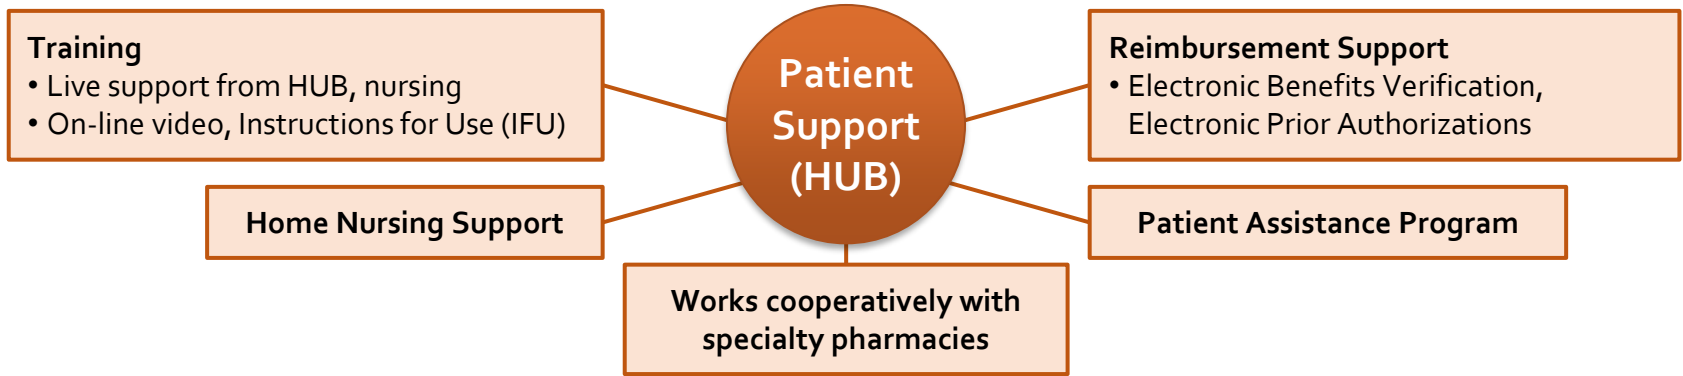 Training
• Live support from HUB, nursing
• On-line video, Instructions for Use (IFU)
Patient
Support
(HUB)
Reimbursement Support
• Electronic Benefits Verification,
Electronic Prior Authorizations
Home Nursing Support
Patient Assistance Program
Works cooperatively with
specialty pharmacies